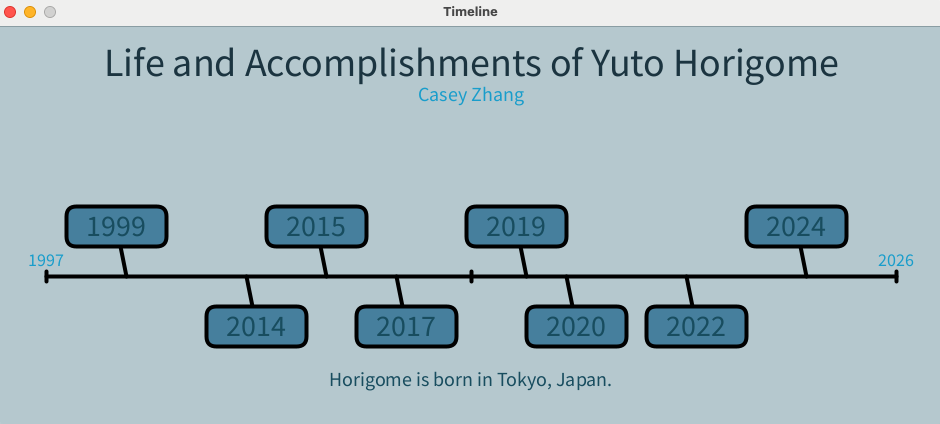 Timeline
Life and Accomplishments of Yuto Horigome
Casey Zhang
1999 2015 2019 2024
1997 2026
2014 2017 2020 2022
Horigome is born in Tokyo, Japan.